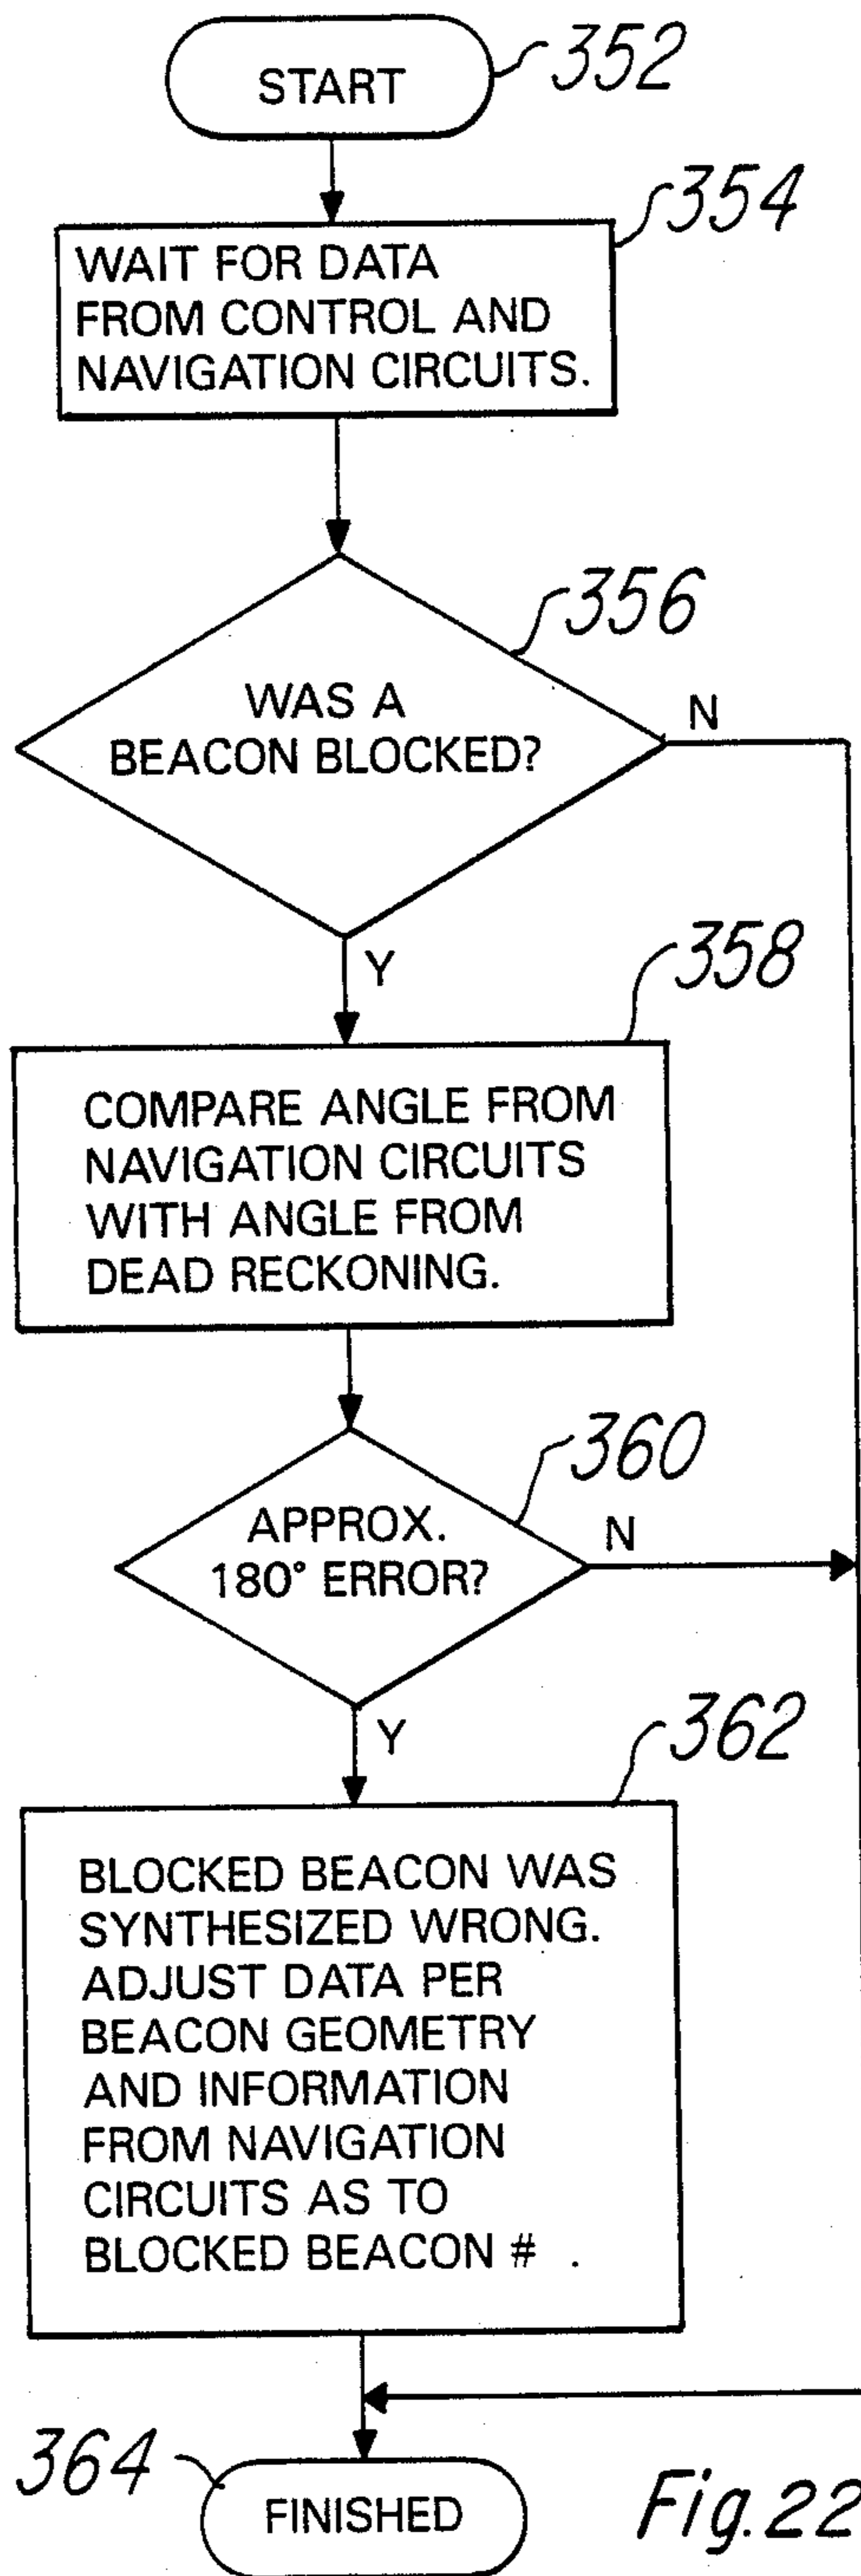 START
352
354
WAIT FOR DATA
FROM CONTROL AND
NAVIGATION CIRCUITS.
356
WAS A
BEACON BLOCKED?
N
Y
358
COMPARE ANGLE FROM
NAVIGATION CIRCUITS
WITH ANGLE FROM
DEAD RECKONING.
360
APPROX.
180° ERROR?
N
Y
362
BLOCKED BEACON WAS
SYNTHESIZED WRONG.
ADJUST DATA PER
BEACON GEOMETRY
AND INFORMATION
FROM NAVIGATION
CIRCUITS AS TO
BLOCKED BEACON # .
364
FINISHED
Fig. 22